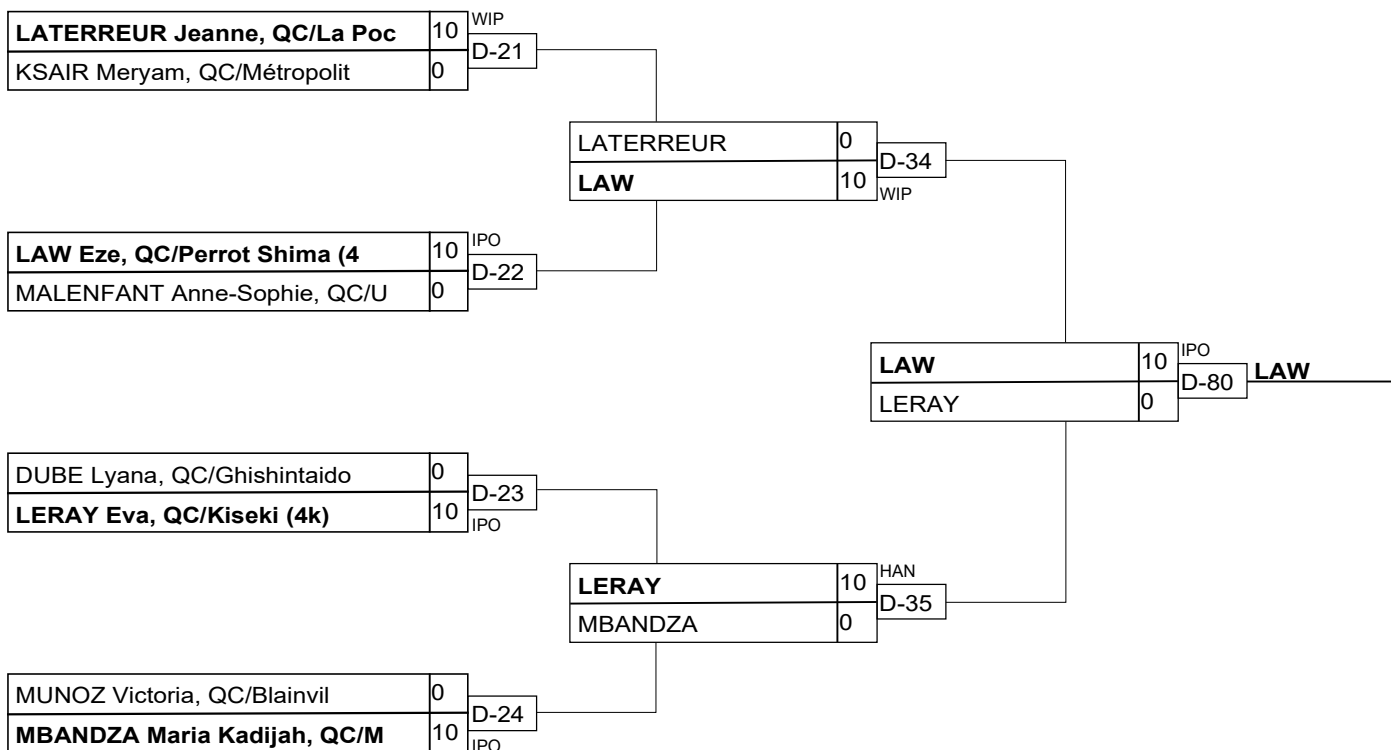 LATERREUR Jeanne, QC/La Poc 10 WIP
D-21
KSAIR Meryam, QC/Métropolit 0
LATERREUR 0
D-34
LAW 10 WIP
LAW Eze, QC/Perrot Shima (4 10 IPO
D-22
MALENFANT Anne-Sophie, QC/U 0
LAW 10 IPO
D-80 LAW
LERAY 0
DUBE Lyana, QC/Ghishintaido 0
D-23
LERAY Eva, QC/Kiseki (4k) 10 IPO
LERAY 10 HAN
D-35
MBANDZA 0
MUNOZ Victoria, QC/Blainvil 0
D-24
MBANDZA Maria Kadijah, QC/M 10 IPO